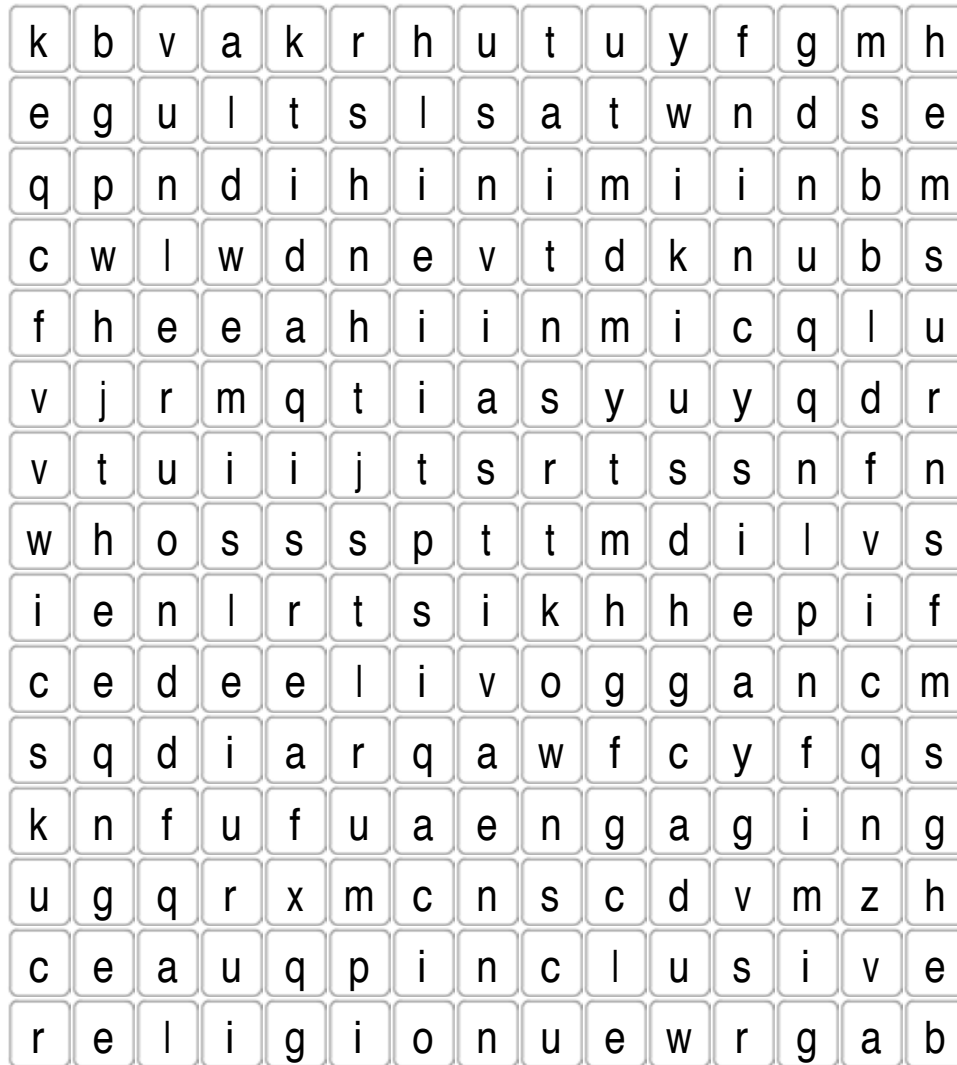 k b v a k r h u t u y f g m h
e g u l t s l s a t w n d s e
q p n d i h i n i m i i n b m
c w l w d n e v t d k n u b s
f h e e a h i i n m i c q l u
v j r m q t i a s y u y q d r
v t u i i j t s r t s s n f n
w h o s s s p t t m d i l v s
i e n l r t s i k h h e p i f
c e d e e l i v o g g a n c m
s q d i a r q a w f c y f q s
k n f u f u a e n g a g i n g
u g q r x m c n s c d v m z h
c e a u q p i n c l u s i v e
r e l i g i o n u e w r g a b